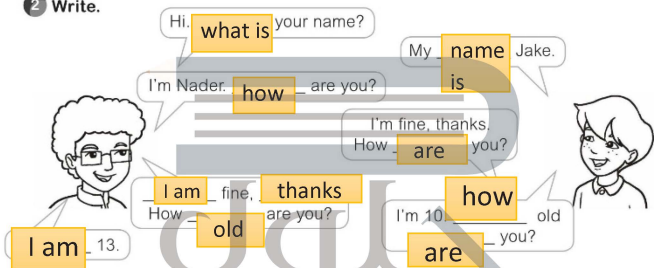 2 Write.
Hi. what is your name?
My name is Jake.
I'm Nader. how are you?
I'm fine, thanks.
How are you?
I am fine, thanks
How old are you?
I'm 10. how old
are you?
I am 13.